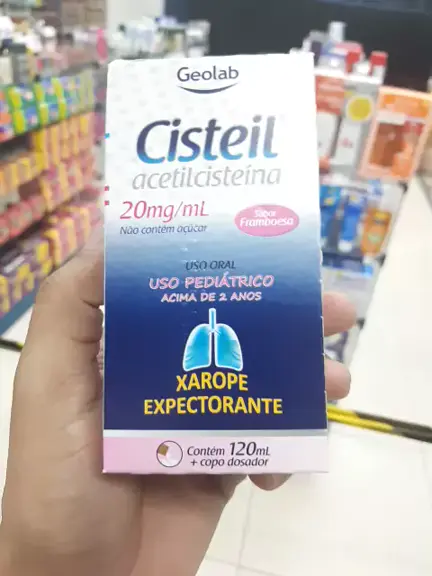 Geolab
Cisteil
acetilcisteína
20mg/mL
Não contém açúcar
Sabor
Framboesa
USO ORAL
USO PEDIÁTRICO
ACIMA DE 2 ANOS
XAROPE
EXPECTORANTE
Contém 120mL
+ copo dosador